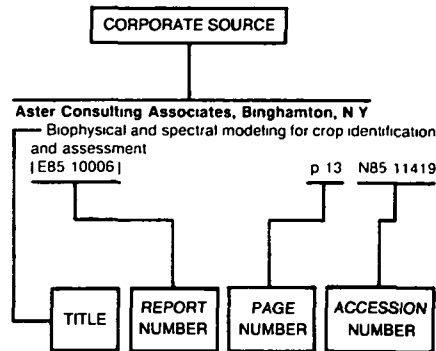 CORPORATE SOURCE
Aster Consulting Associates, Binghamton, N Y
Biophysical and spectral modeling for crop identification
and assessment
|E85 10006| p 13 N85 11419
TITLE REPORT NUMBER PAGE NUMBER ACCESSION NUMBER